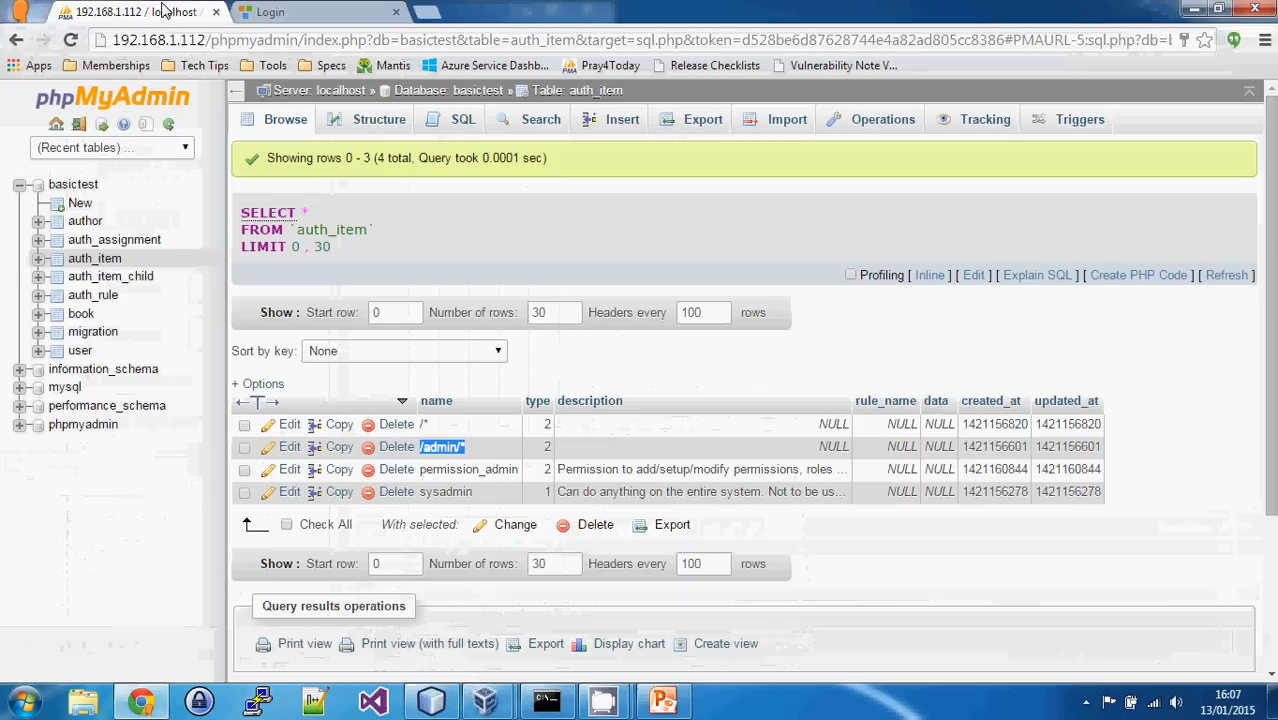 192.168.1.112 / localhost /
Login
192.168.1.112/phpmyadmin/index.php?db=basictest&table=auth_item&target=sql.php&token=d528be6d87628744e4a82ad805cc8386#PMAURL-5:sql.php?db=b
Apps Memberships Tech Tips Tools Specs Mantis Azure Service Dashb... Pray4Today Release Checklists Vulnerability Note V...
phpMyAdmin
(Recent tables) ...
basictest
New
author
auth_assignment
auth_item
auth_item_child
auth_rule
book
migration
user
information_schema
mysql
performance_schema
phpmyadmin
Server: localhost » Database: basictest » Table: auth_item
Browse Structure SQL Search Insert Export Import Operations Tracking Triggers
Showing rows 0 - 3 (4 total, Query took 0.0001 sec)
SELECT *
FROM `auth_item`
LIMIT 0 , 30
Profiling [ Inline ] [ Edit ] [ Explain SQL ] [ Create PHP Code ] [ Refresh ]
Show : Start row: 0 Number of rows: 30 Headers every 100 rows
Sort by key: None
+ Options
←T→ name type description rule_name data created_at updated_at
Edit Copy Delete /* 2 NULL NULL NULL 1421156820 1421156820
Edit Copy Delete /admin/* 2 NULL NULL NULL 1421156601 1421156601
Edit Copy Delete permission_admin 2 Permission to add/setup/modify permissions, roles ... NULL NULL 1421160844 1421160844
Edit Copy Delete sysadmin 1 Can do anything on the entire system. Not to be us... NULL NULL 1421156278 1421156278
Check All With selected: Change Delete Export
Show : Start row: 0 Number of rows: 30 Headers every 100 rows
Query results operations
Print view Print view (with full texts) Export Display chart Create view
16:07
13/01/2015